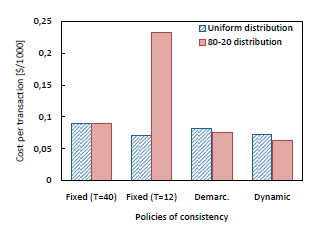 0,25
Uniform distribution
80-20 distribution
0,2
0,15
0,1
0,05
0
Cost per transaction [$/1000]
Fixed (T=40) Fixed (T=12) Demarc. Dynamic
Policies of consistency